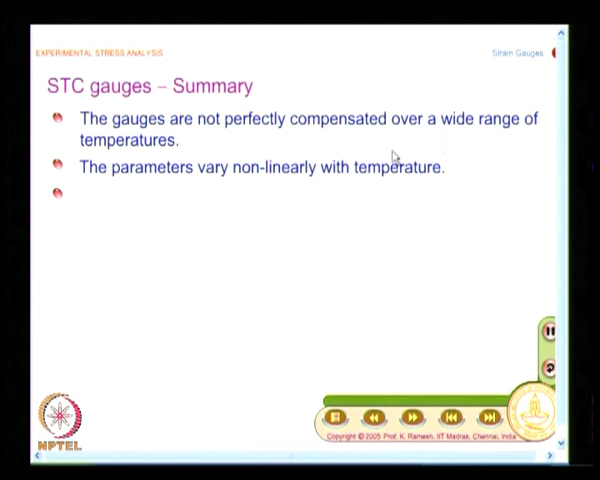 EXPERIMENTAL STRESS ANALYSIS
Strain Gauges
STC gauges – Summary
The gauges are not perfectly compensated over a wide range of
temperatures.
The parameters vary non-linearly with temperature.
NPTEL
Copyright © 2005 Prof. K. Ramesh, IIT Madras, Chennai, India